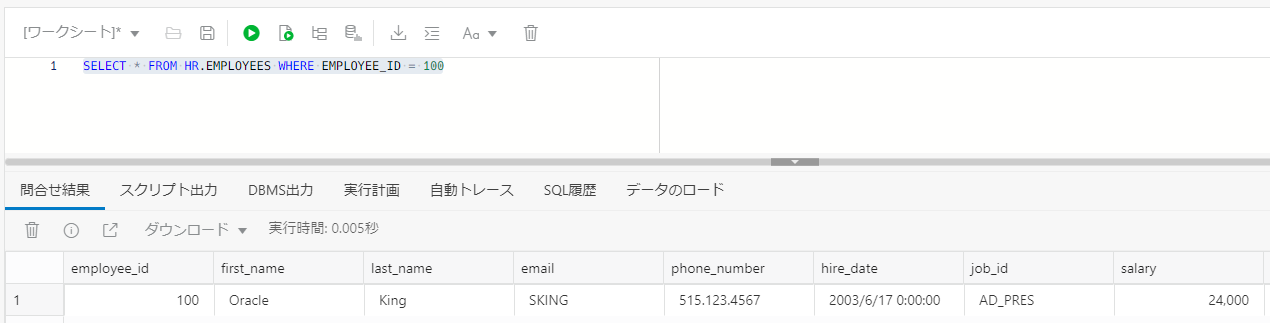 [ワークシート]* Aa
1 SELECT * FROM HR.EMPLOYEES WHERE EMPLOYEE_ID = 100
問合せ結果 スクリプト出力 DBMS出力 実行計画 自動トレース SQL履歴 データのロード
ダウンロード 実行時間: 0.005秒
employee_id first_name last_name email phone_number hire_date job_id salary
1 100 Oracle King SKING 515.123.4567 2003/6/17 0:00:00 AD_PRES 24,000